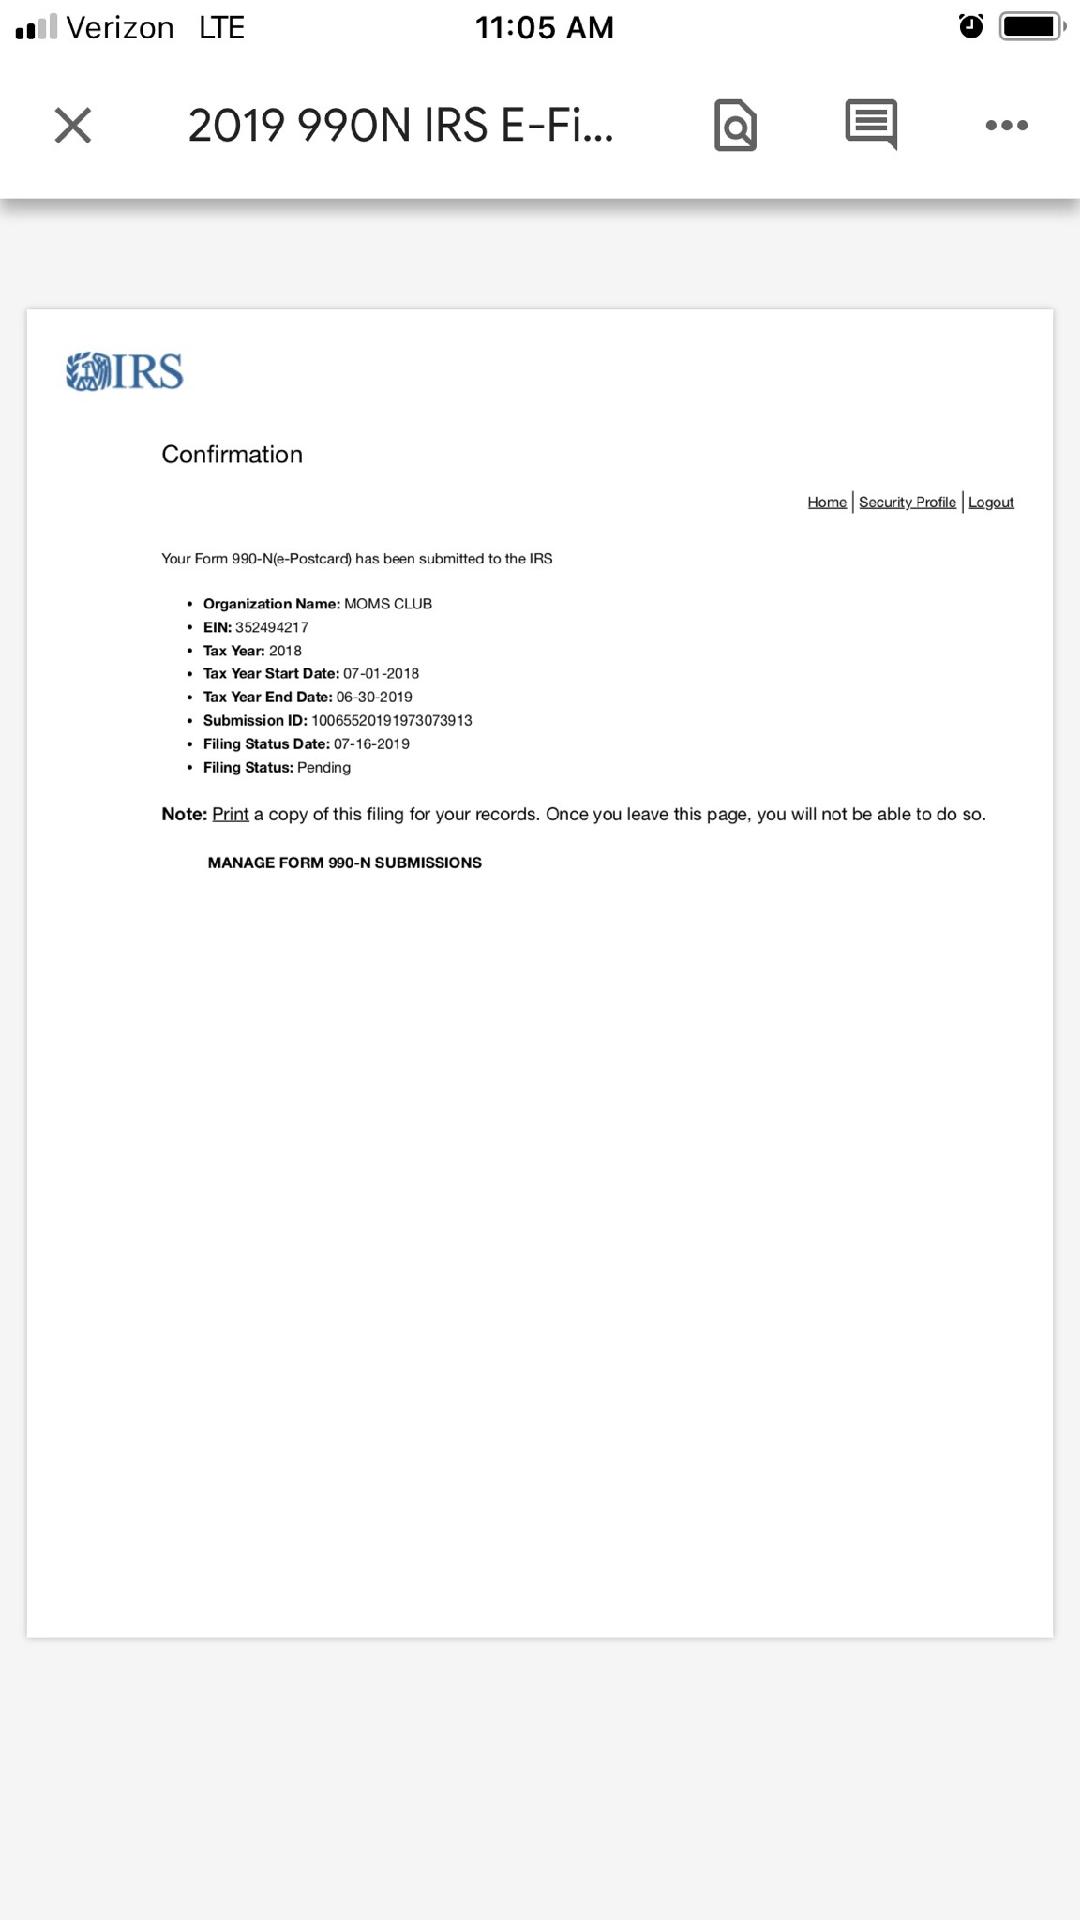 Verizon LTE 11:05 AM
2019 990N IRS E-Fi...
IRS
Confirmation
Home | Security Profile | Logout
Your Form 990-N(e-Postcard) has been submitted to the IRS
• Organization Name: MOMS CLUB
• EIN: 352494217
• Tax Year: 2018
• Tax Year Start Date: 07-01-2018
• Tax Year End Date: 06-30-2019
• Submission ID: 10065520191973073913
• Filing Status Date: 07-16-2019
• Filing Status: Pending
Note: Print a copy of this filing for your records. Once you leave this page, you will not be able to do so.
MANAGE FORM 990-N SUBMISSIONS